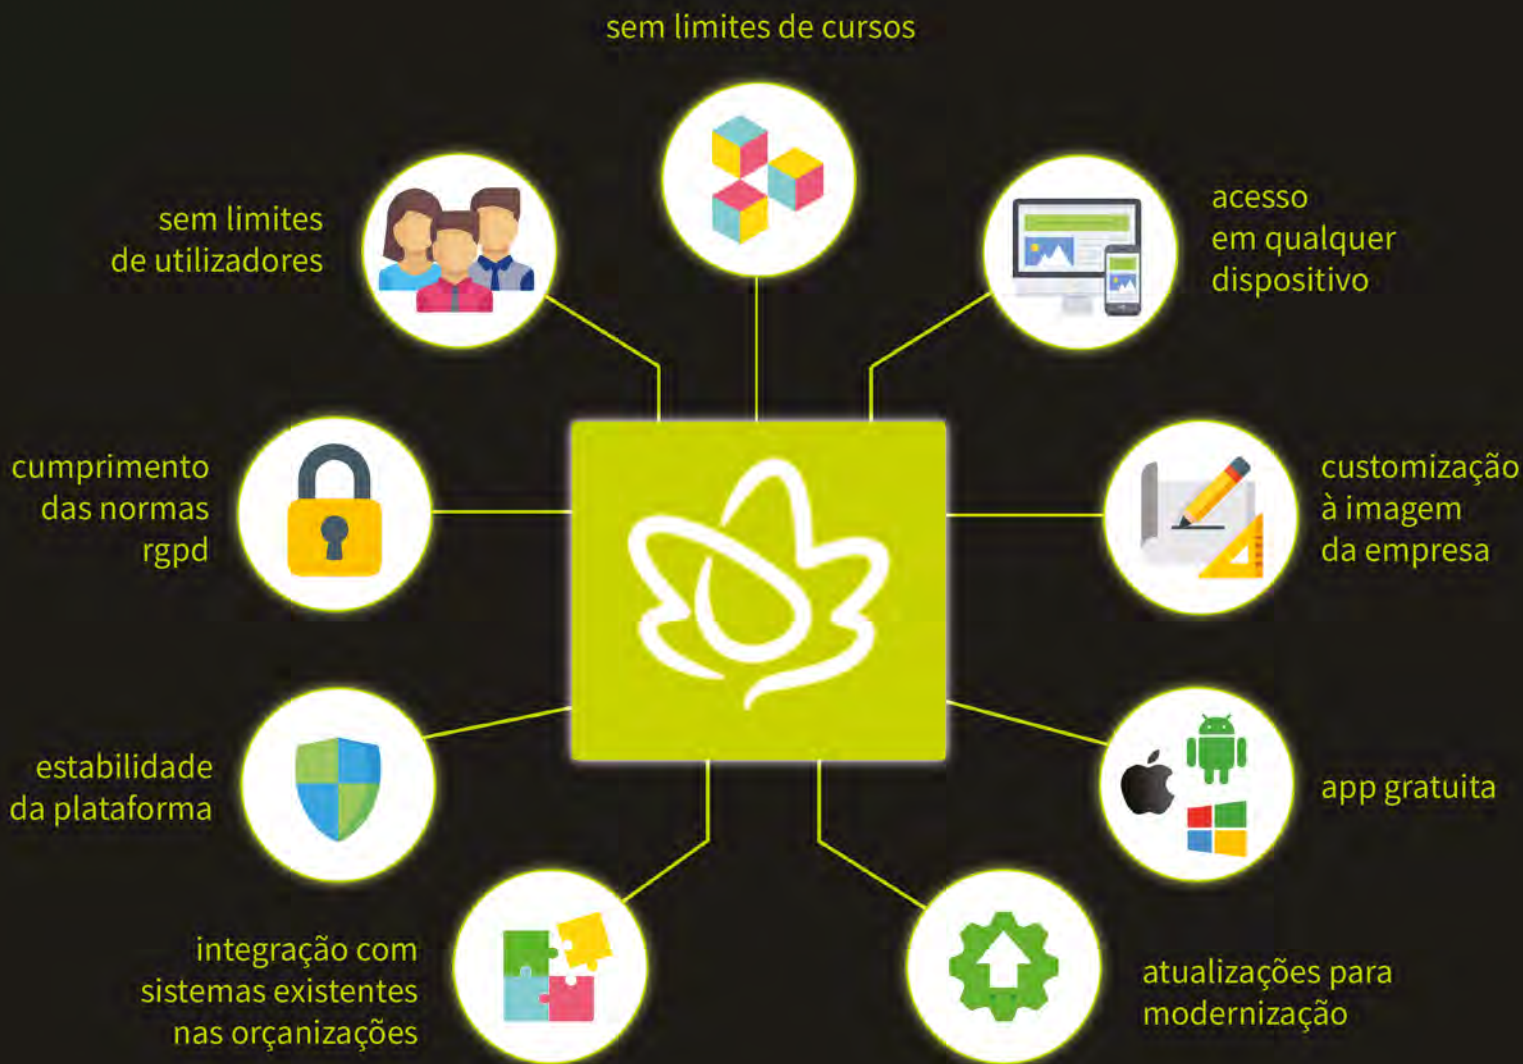 sem limites de cursos
sem limites
de utilizadores
acesso
em qualquer
dispositivo
cumprimento
das normas
rgpd
customização
à imagem
da empresa
estabilidade
da plataforma
app gratuita
integração com
sistemas existentes
nas orçanizações
atualizações para
modernização